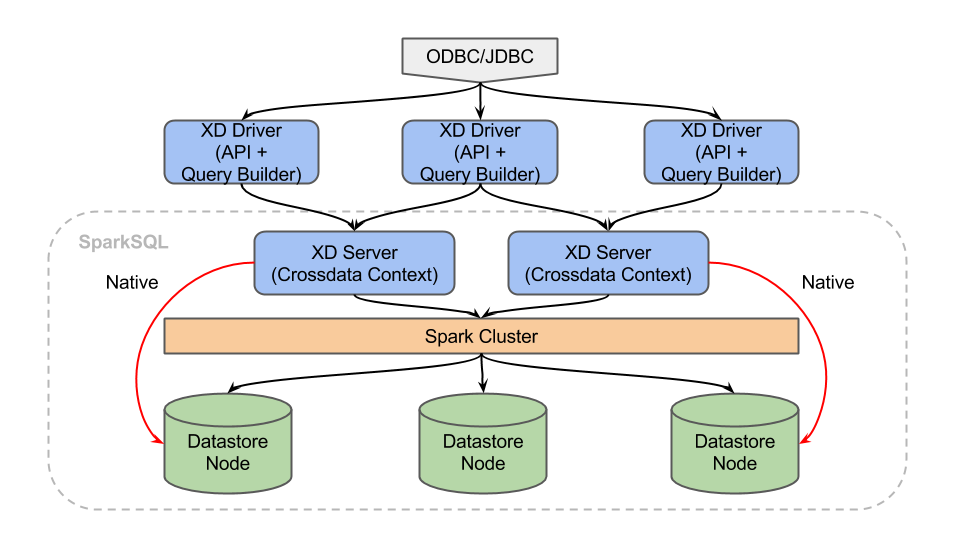 ODBC/JDBC
XD Driver
(API +
Query Builder)
XD Driver
(API +
Query Builder)
XD Driver
(API +
Query Builder)
SparkSQL
XD Server
(Crossdata Context)
XD Server
(Crossdata Context)
Native
Native
Spark Cluster
Datastore
Node
Datastore
Node
Datastore
Node